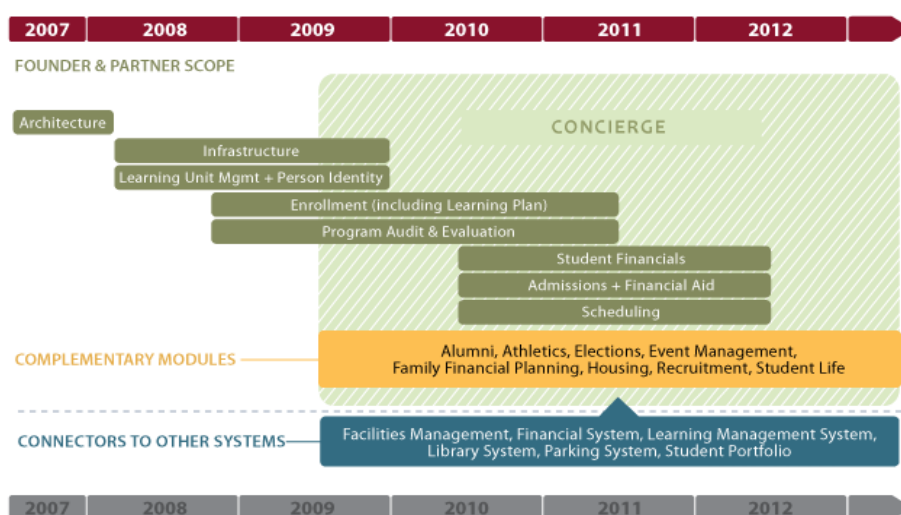 2007 2008 2009 2010 2011 2012
FOUNDER & PARTNER SCOPE
CONCIERGE
Architecture
Infrastructure
Learning Unit Mgmt + Person Identity
Enrollment (including Learning Plan)
Program Audit & Evaluation
Student Financials
Admissions + Financial Aid
Scheduling
COMPLEMENTARY MODULES
Alumni, Athletics, Elections, Event Management,
Family Financial Planning, Housing, Recruitment, Student Life
CONNECTORS TO OTHER SYSTEMS
Facilities Management, Financial System, Learning Management System,
Library System, Parking System, Student Portfolio
2007 2008 2009 2010 2011 2012